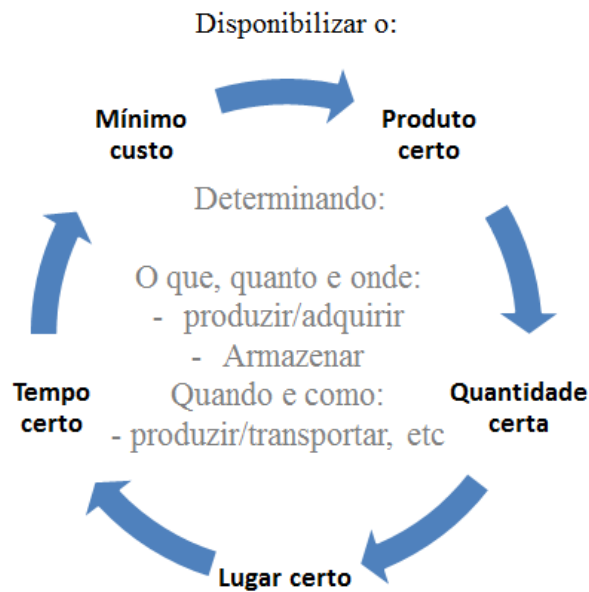 Disponibilizar o:
Mínimo
custo
Produto
certo
Determinando:
O que, quanto e onde:
- produzir/adquirir
- Armazenar
Quando e como:
- produzir/transportar, etc
Tempo
certo
Quantidade
certa
Lugar certo